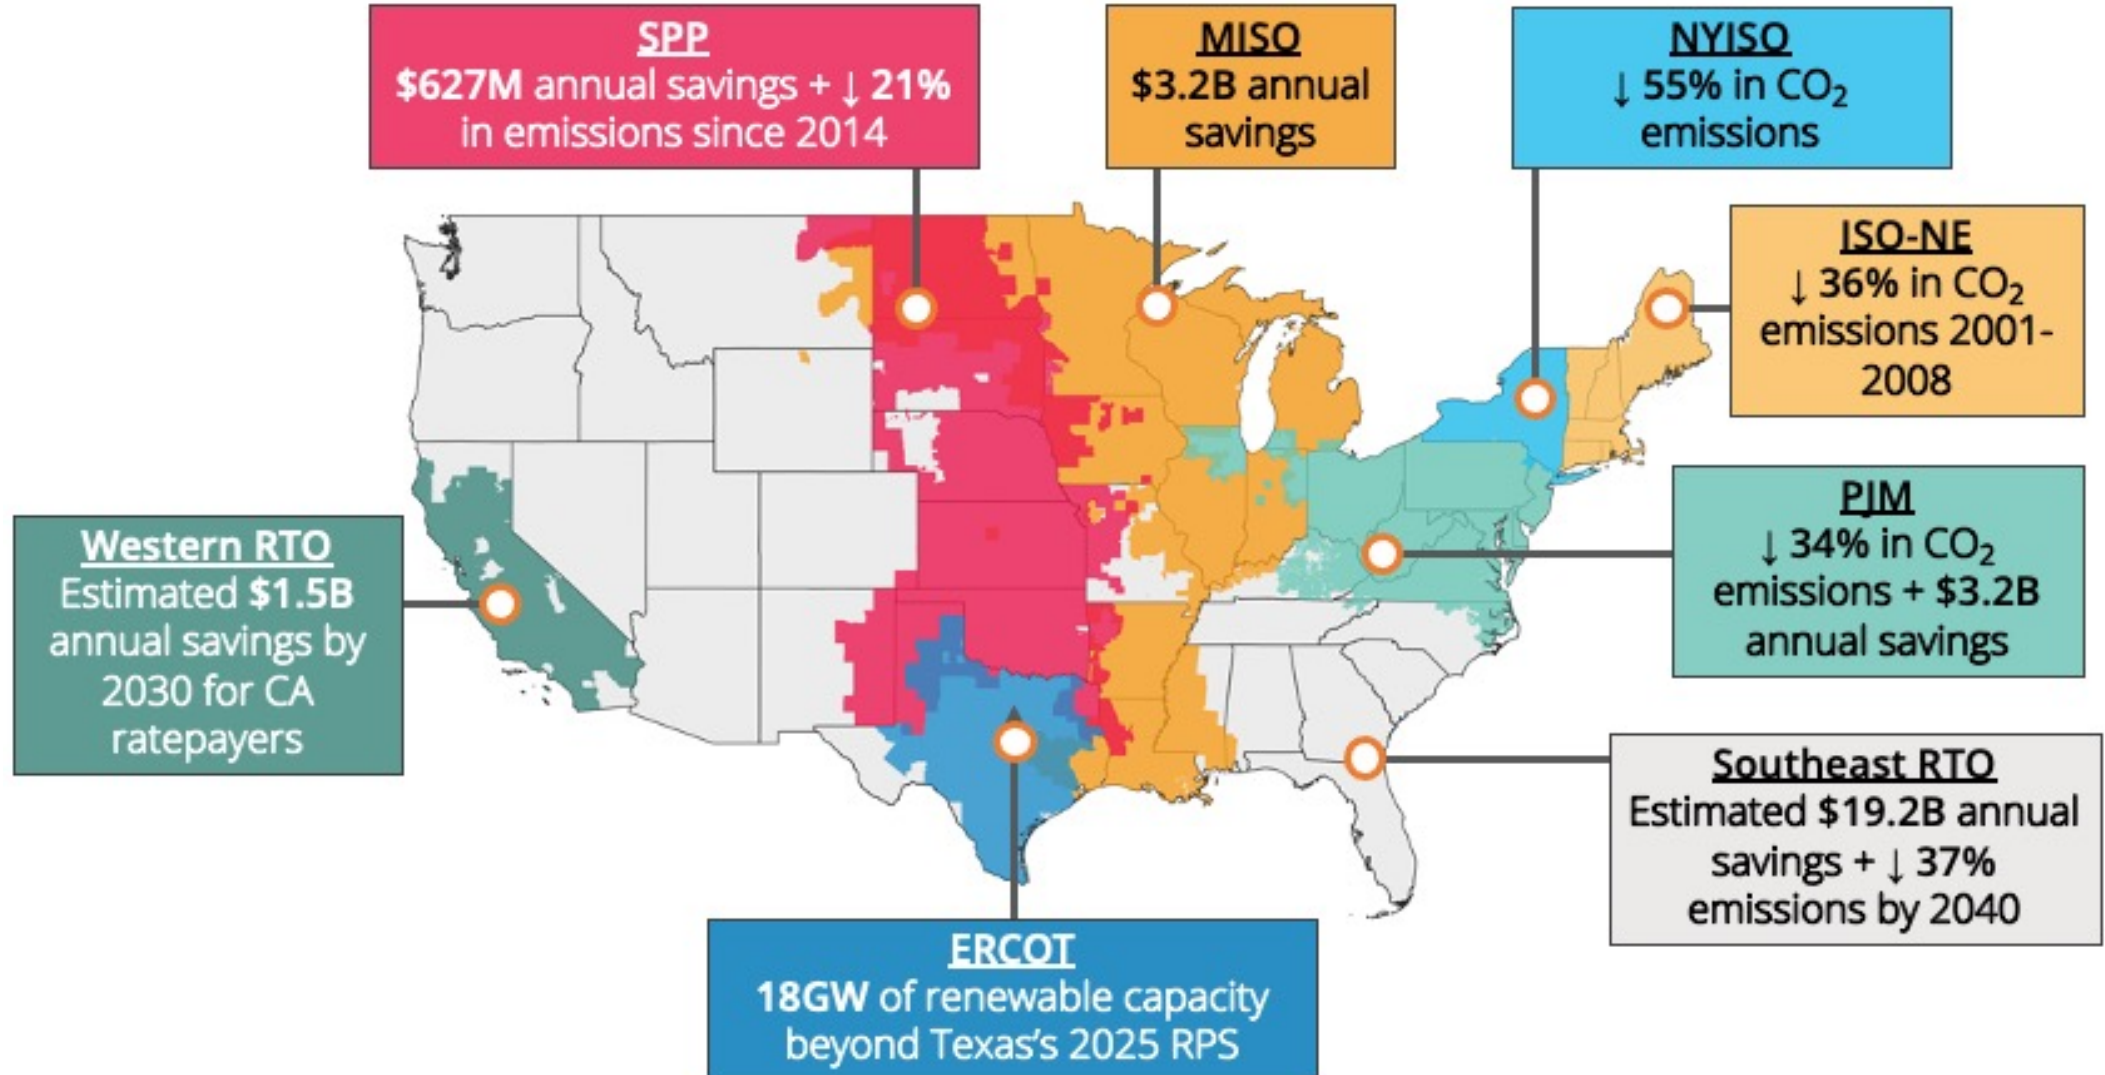 SPP
$627M annual savings + ↓ 21%
in emissions since 2014
MISO
$3.2B annual
savings
NYISO
↓ 55% in CO₂
emissions
ISO-NE
↓ 36% in CO₂
emissions 2001-
2008
Western RTO
Estimated $1.5B
annual savings by
2030 for CA
ratepayers
PJM
↓ 34% in CO₂
emissions + $3.2B
annual savings
Southeast RTO
Estimated $19.2B annual
savings + ↓ 37%
emissions by 2040
ERCOT
18GW of renewable capacity
beyond Texas’s 2025 RPS